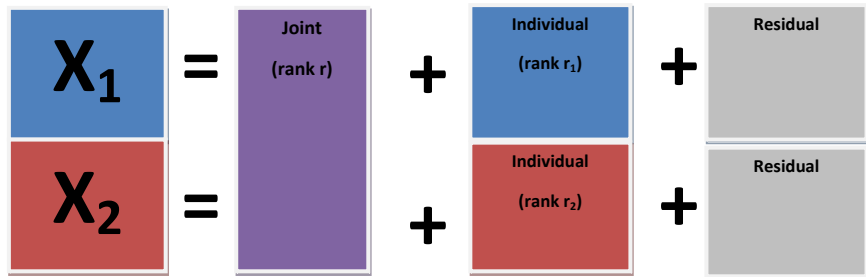 X₁ = Joint (rank r) + Individual (rank r₁) + Residual
X₂ = + Individual (rank r₂) + Residual